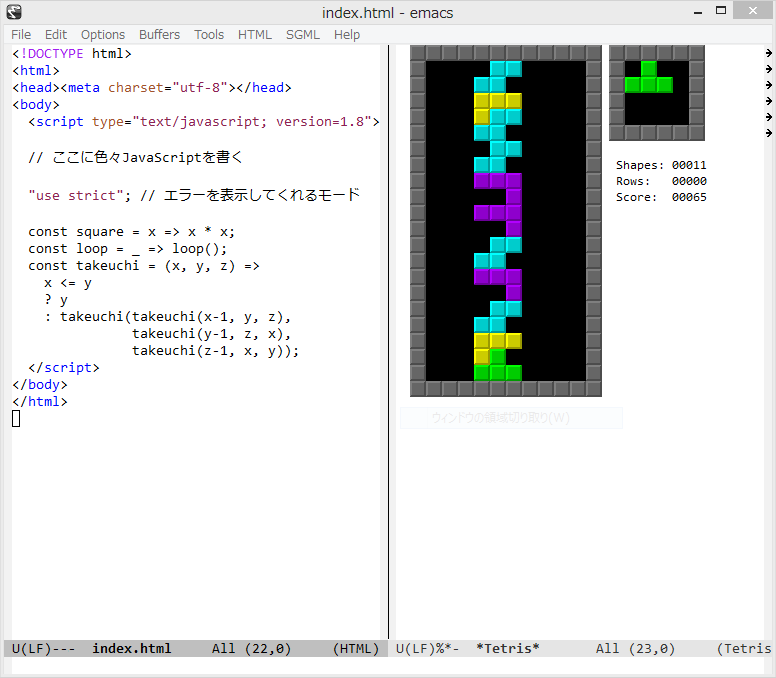 index.html - emacs
File Edit Options Buffers Tools HTML SGML Help
<!DOCTYPE html>
<html>
<head><meta charset="utf-8"></head>
<body>
  <script type="text/javascript; version=1.8">
  // ここに色々JavaScriptを書く
  "use strict"; // エラーを表示してくれるモード
  const square = x => x * x;
  const loop = _ => loop();
  const takeuchi = (x, y, z) =>
    x <= y
    ? y
    : takeuchi(takeuchi(x-1, y, z),
               takeuchi(y-1, z, x),
               takeuchi(z-1, x, y));
  </script>
</body>
</html>
Shapes: 00011
Rows:   00000
Score:  00065
ウィンドウの領域切り取り(W)
U(LF)---  index.html     All (22,0)     (HTML)
U(LF)%*-  *Tetris*       All (23,0)     (Tetris